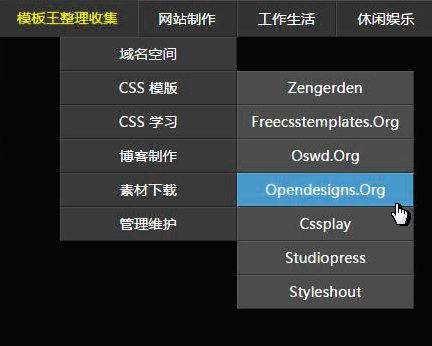 模板王整理收集 网站制作 工作生活 休闲娱乐
域名空间
CSS 模版
CSS 学习
博客制作
素材下载
管理维护
Zengerden
Freecsstemplates.Org
Oswd.Org
Opendesigns.Org
Cssplay
Studiopress
Styleshout